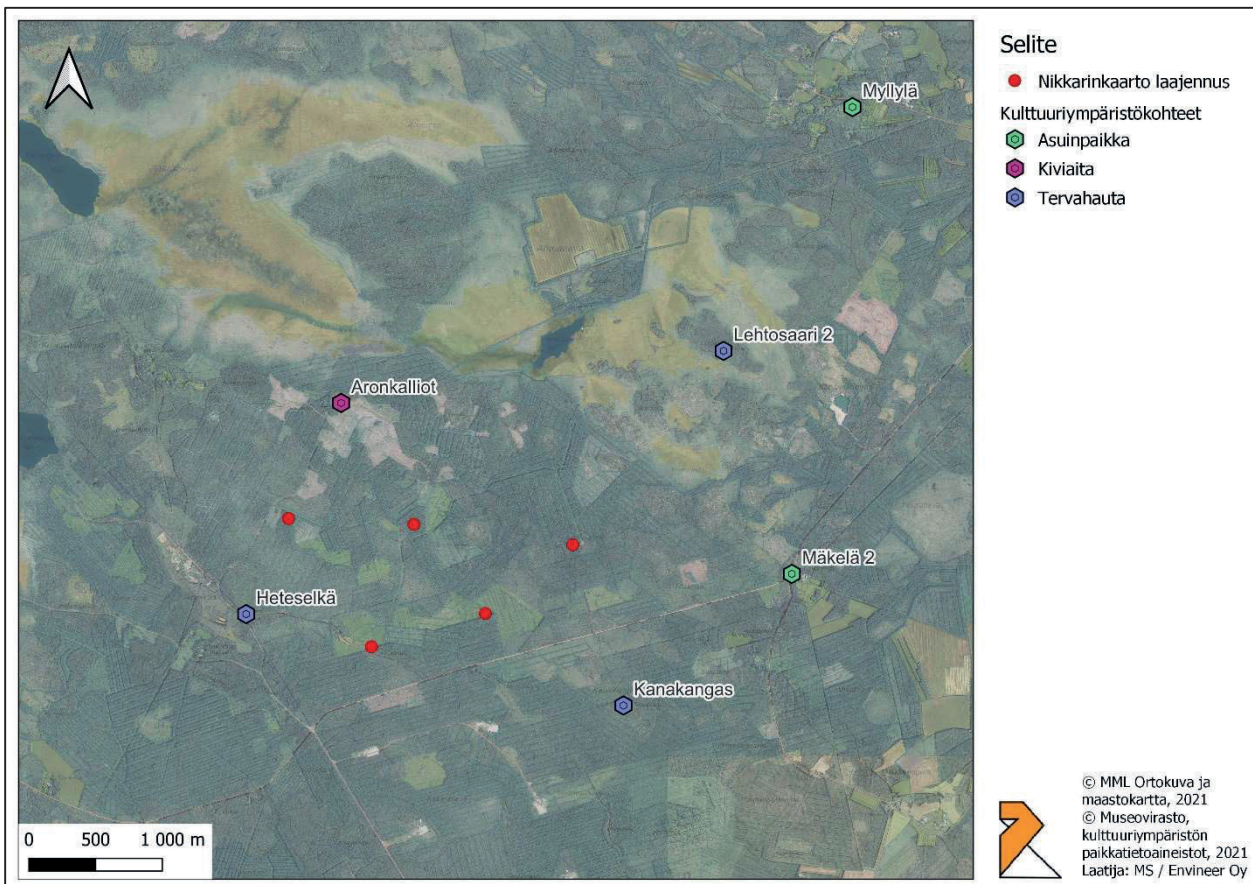 Myllylä
Lehtosaari 2
Aronkalliot
Mäkelä 2
Heteselkä
Kanakangas
0 500 1 000 m
Selite
Nikkarinkaarto laajennus
Kulttuuriympäristökohteet
Asuinpaikka
Kiviaita
Tervahauta
© MML Ortokuva ja
maastokartta, 2021
© Museovirasto,
kulttuuriympäristön
paikkatietoaineistot, 2021
Laatija: MS / Envineer Oy